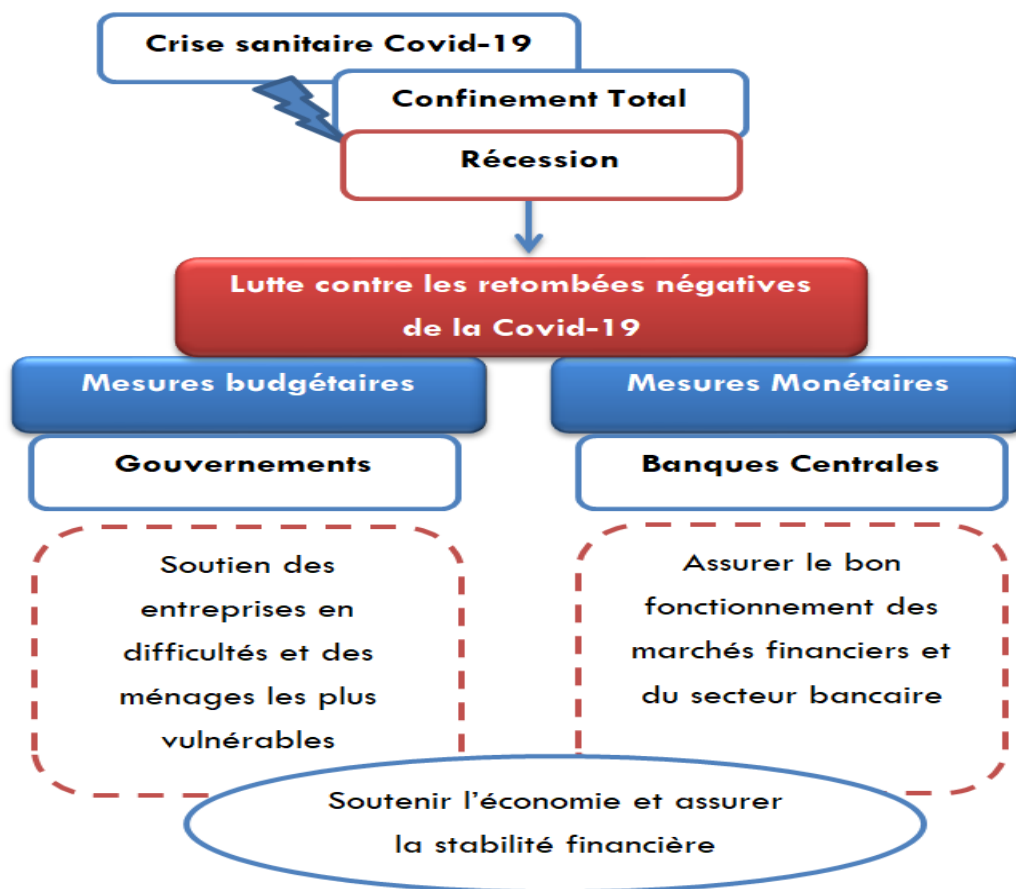 Crise sanitaire Covid-19
Confinement Total
Récession
Lutte contre les retombées négatives
de la Covid-19
Mesures budgétaires
Gouvernements
Soutien des
entreprises en
difficultés et des
ménages les plus
vulnérables
Mesures Monétaires
Banques Centrales
Assurer le bon
fonctionnement des
marchés financiers et
du secteur bancaire
Soutenir l'économie et assurer
la stabilité financière